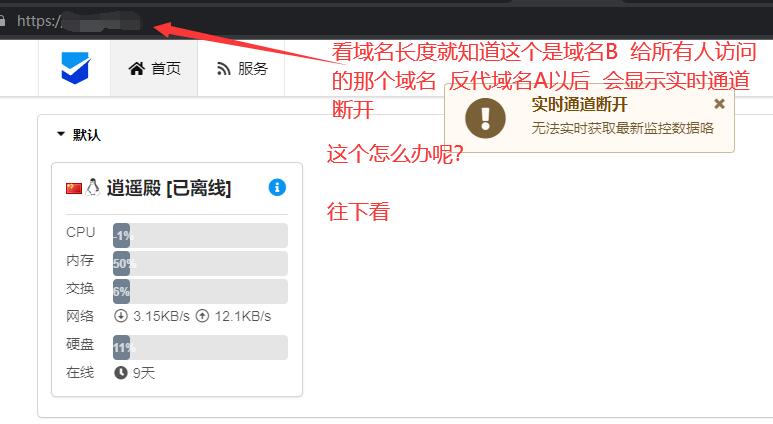 https:/
首页
服务
看域名长度就知道这个是域名B  给所有人访问
的那个域名  反代域名AI以后  会显示实时通道
断开
实时通道断开
无法实时获取最新监控数据咯
默认
这个怎么办呢?
往下看
逍遥殿 [已离线]
CPU
-1%
内存
50%
交换
6%
网络
3.15KB/s
12.1KB/s
硬盘
11%
在线
9天